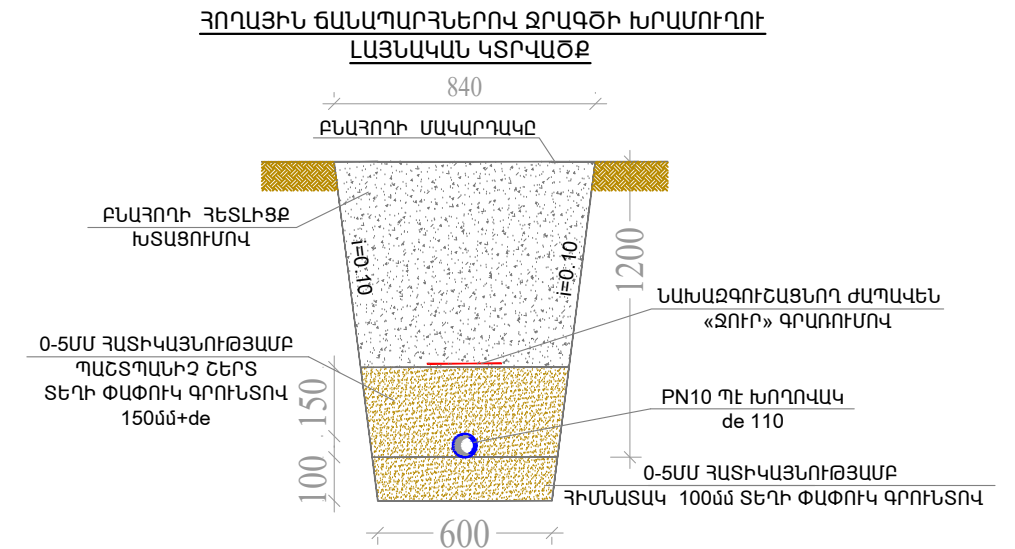 ՀՈՂԱՅԻՆ ՃԱՆԱՊԱՐՀՆԵՐՈՎ ՋՐԱԳԾԻ ԽՐԱՄՈՒՂՈՒ
ԼԱՅՆԱԿԱՆ ԿՏՐՎԱԾՔ
840
ԲՆԱՀՈՂԻ ՄԱԿԱՐԴԱԿԸ
ԲՆԱՀՈՂԻ ՀԵՏԼԻՑՔ
ԽՏԱՑՈՒՄՈՎ
i=0.10
i=0.10
1200
ՆԱԽԱԶԳՈՒՇԱՑՆՈՂ ԺԱՊԱՎԵՆ
«ՋՈՒՐ» ԳՐԱՌՈՒՄՈՎ
0-5ՄՄ ՀԱՏԻԿԱՅՆՈՒԹՅԱՄԲ
ՊԱՇՏՊԱՆԻՉ ՇԵՐՏ
ՏԵՂԻ ՓԱՓՈՒԿ ԳՐՈՒՆՏՈՎ
150մմ+de
150
PN10 ՊԷ ԽՈՂՈՎԱԿ
de 110
100
0-5ՄՄ ՀԱՏԻԿԱՅՆՈՒԹՅԱՄԲ
ՀԻՄՆԱՏԱԿ 100մմ ՏԵՂԻ ՓԱՓՈՒԿ ԳՐՈՒՆՏՈՎ
600